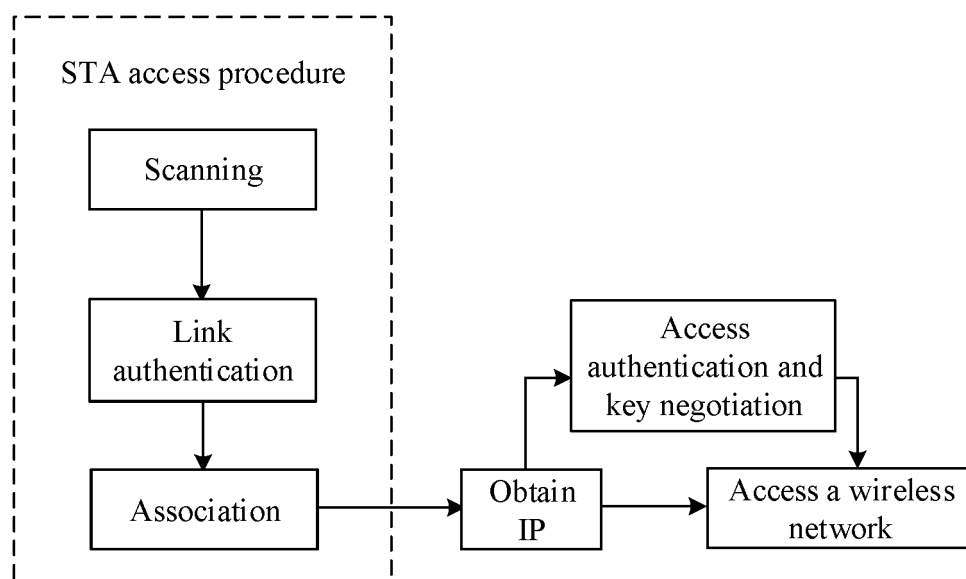 STA access procedure
Scanning
Link
authentication
Association
Obtain
IP
Access
authentication and
key negotiation
Access a wireless
network